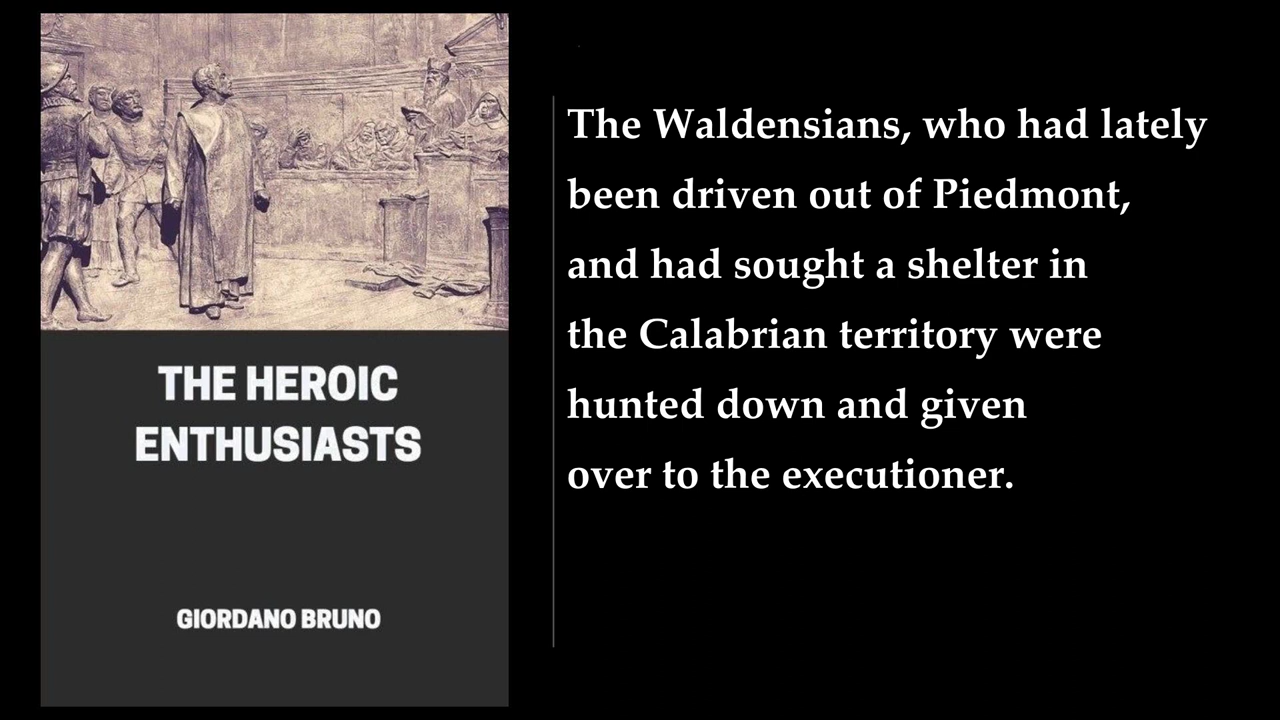 THE HEROIC
ENTHUSIASTS
GIORDANO BRUNO
The Waldensians, who had lately
been driven out of Piedmont,
and had sought a shelter in
the Calabrian territory were
hunted down and given
over to the executioner.